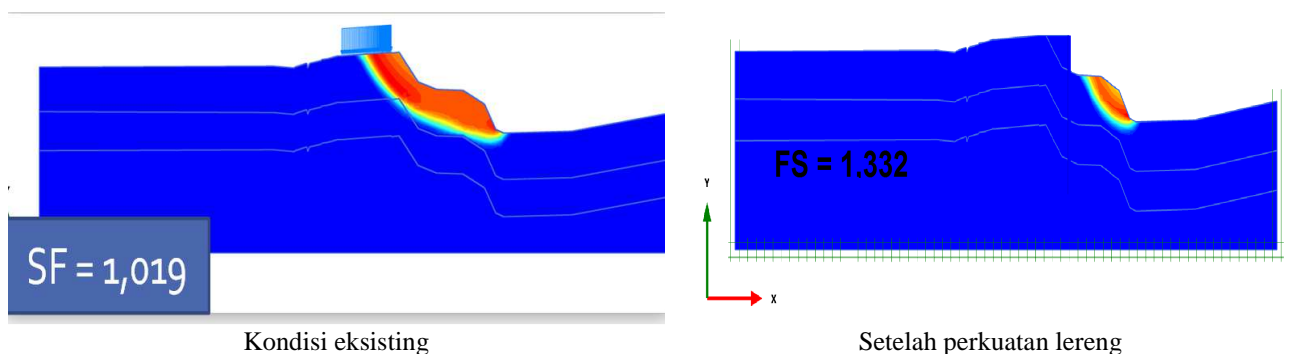 SF = 1,019
FS = 1.332
Y
X
Kondisi eksisting
Setelah perkuatan lereng